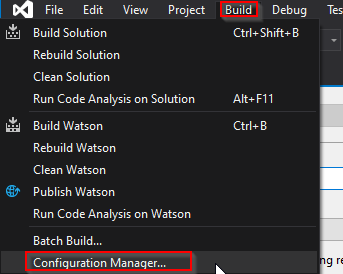 File Edit View Project Build Debug Tes
Build Solution Ctrl+Shift+B
Rebuild Solution
Clean Solution
Run Code Analysis on Solution Alt+F11
Build Watson Ctrl+B
Rebuild Watson
Clean Watson
Publish Watson
Run Code Analysis on Watson
Batch Build...
Configuration Manager...
ng re